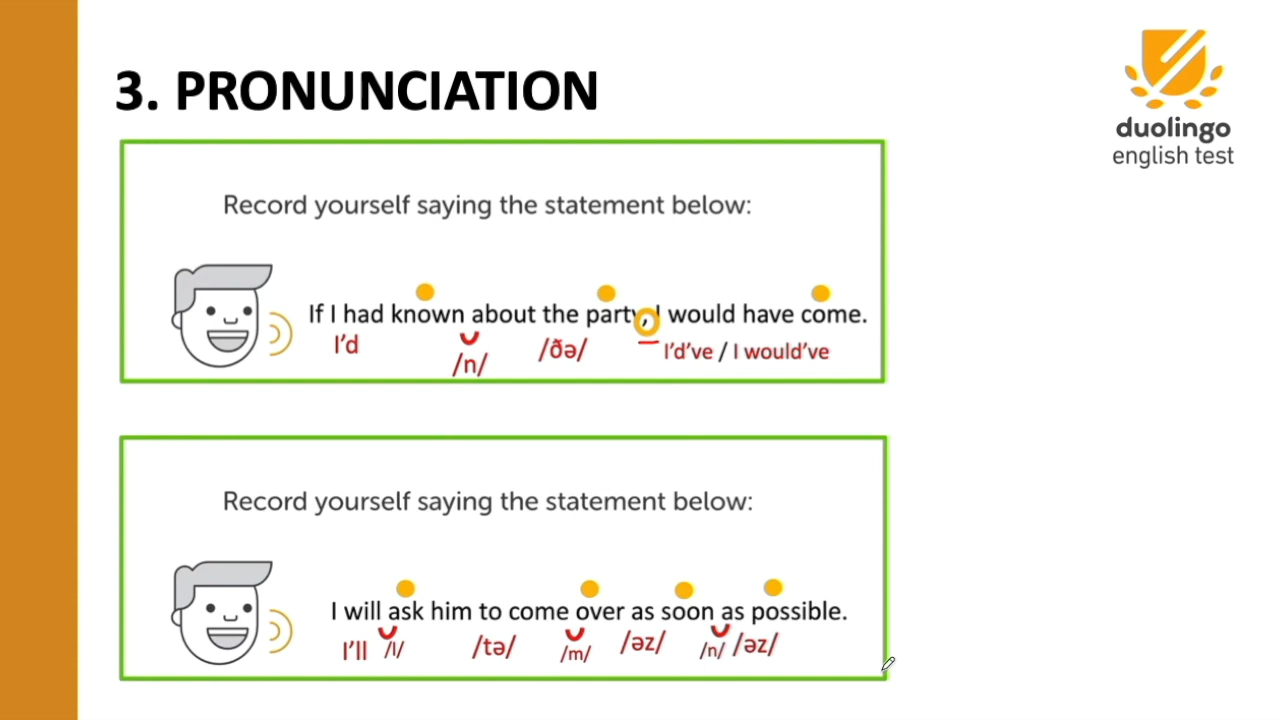 3. PRONUNCIATION
duolingo
english test
Record yourself saying the statement below:
If I had known about the party, I would have come.
I'd /n/ /ðə/ I'd've / I would've
Record yourself saying the statement below:
I will ask him to come over as soon as possible.
I'll /l/ /tə/ /m/ /əz/ /n/ /əz/